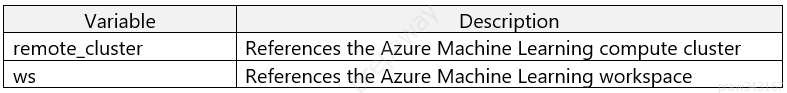 Variable Description
remote_cluster References the Azure Machine Learning compute cluster
ws References the Azure Machine Learning workspace